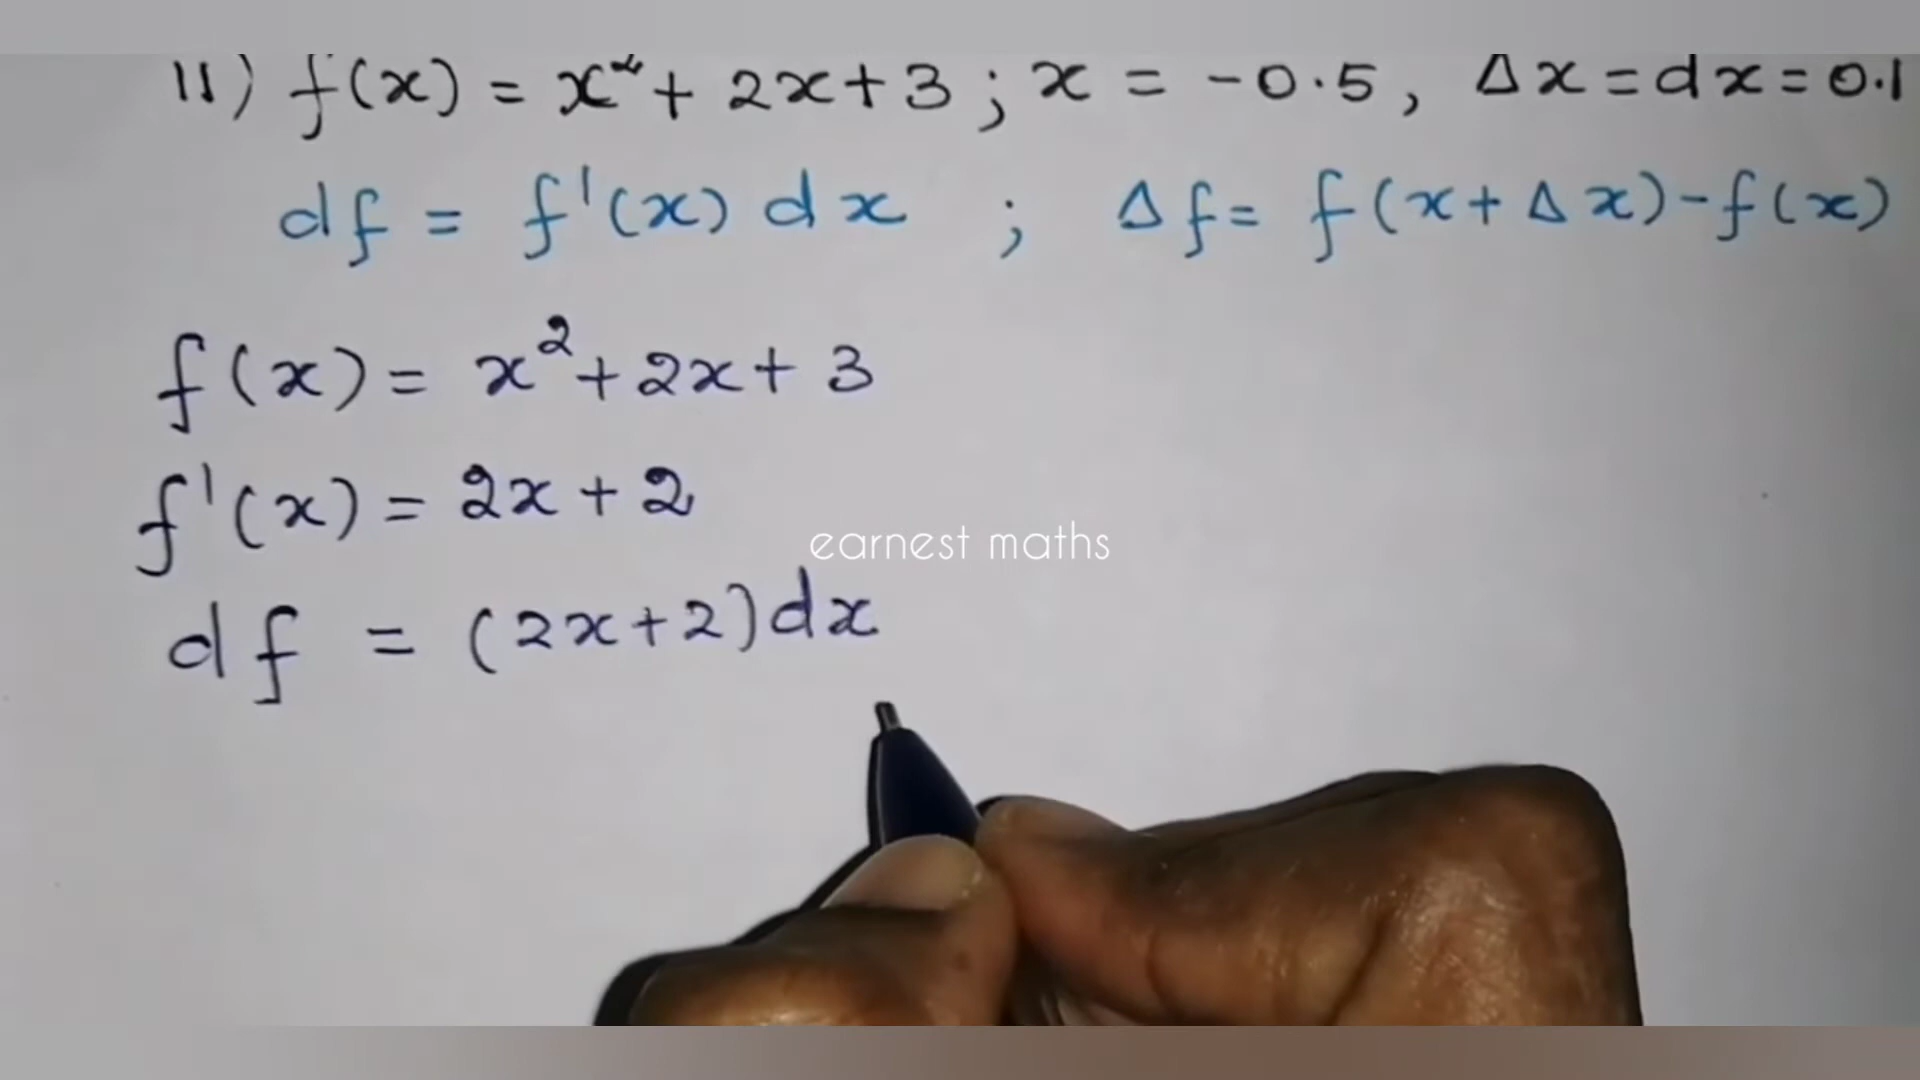 11) f(x) = x² + 2x + 3 ; x = -0.5, Δx = dx = 0.1
df = f'(x) dx ; Δf = f(x + Δx) - f(x)
f(x) = x² + 2x + 3
f'(x) = 2x + 2
earnest maths
df = (2x+2)dx